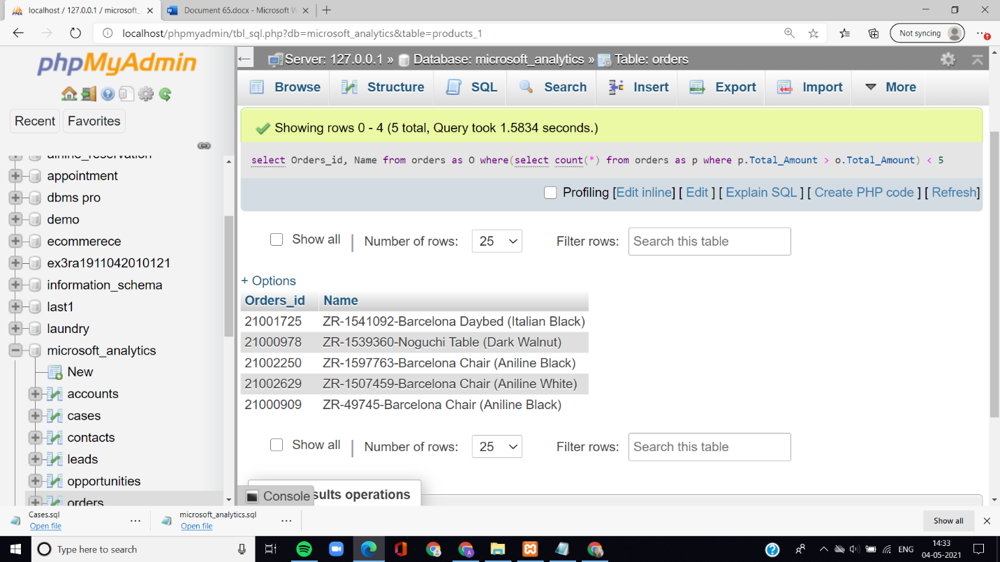 localhost / 127.0.0.1 / microsoft_
Document 65.docx - Microsoft W
localhost/phpmyadmin/tbl_sql.php?db=microsoft_analytics&table=products_1
Not syncing
phpMyAdmin
Recent
Favorites
appointment
dbms pro
demo
ecommerece
ex3ra1911042010121
information_schema
last1
laundry
microsoft_analytics
New
accounts
cases
contacts
leads
opportunities
orders
Server: 127.0.0.1 » Database: microsoft_analytics » Table: orders
Browse Structure SQL Search Insert Export Import More
Showing rows 0 - 4 (5 total, Query took 1.5834 seconds.)
select Orders_id, Name from orders as O where(select count(*) from orders as p where p.Total_Amount > o.Total_Amount) < 5
Profiling [Edit inline] [ Edit ] [ Explain SQL ] [ Create PHP code ] [ Refresh]
Show all | Number of rows: 25 Filter rows: Search this table
+ Options
Orders_id Name
21001725 ZR-1541092-Barcelona Daybed (Italian Black)
21000978 ZR-1539360-Noguchi Table (Dark Walnut)
21002250 ZR-1597763-Barcelona Chair (Aniline Black)
21002629 ZR-1507459-Barcelona Chair (Aniline White)
21000909 ZR-49745-Barcelona Chair (Aniline Black)
Show all | Number of rows: 25 Filter rows: Search this table
Console sults operations
Cases.sql
Open file
microsoft_analytics.sql
Open file
Show all
Type here to search
ENG
14:33
04-05-2021